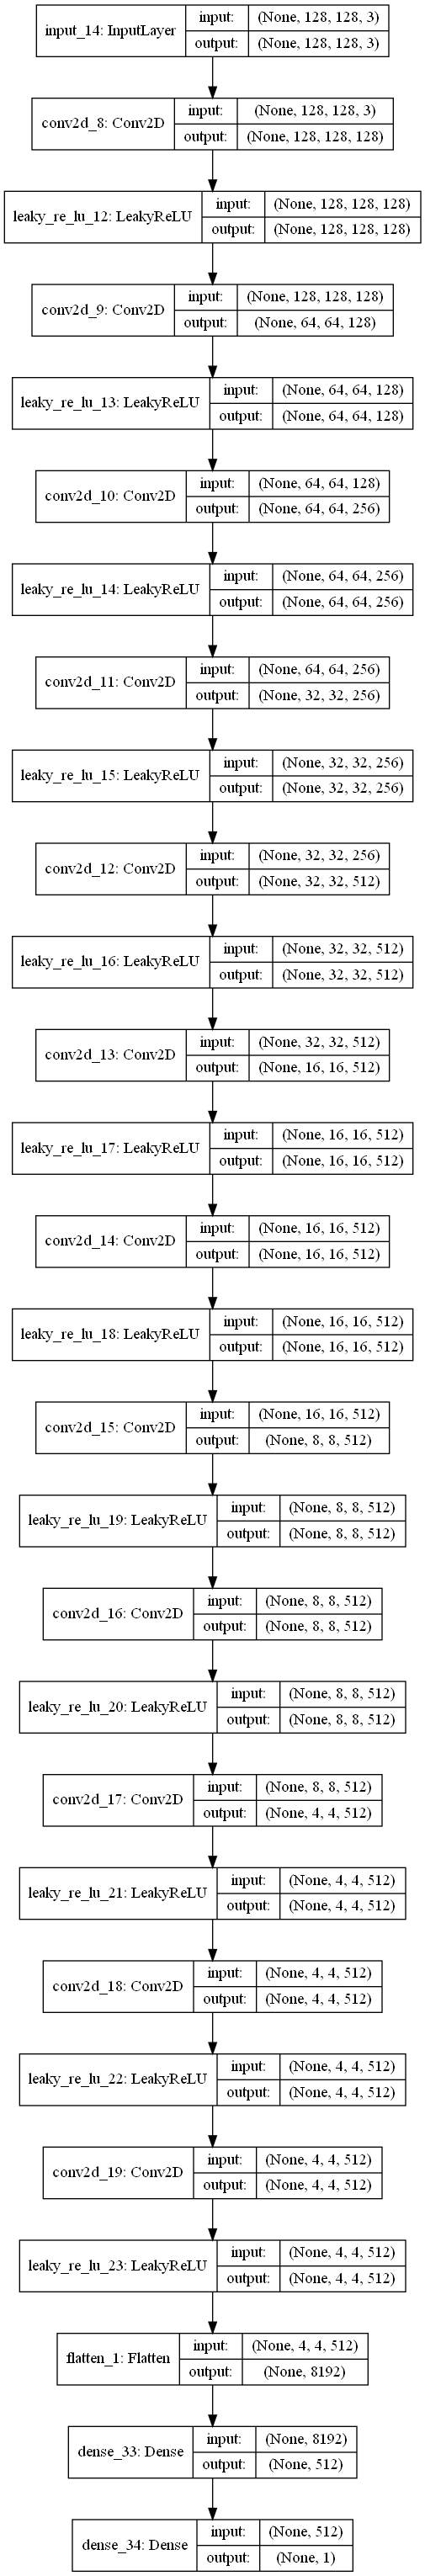 input_14: InputLayer input: (None, 128, 128, 3)
output: (None, 128, 128, 3)
conv2d_8: Conv2D input: (None, 128, 128, 3)
output: (None, 128, 128, 128)
leaky_re_lu_12: LeakyReLU input: (None, 128, 128, 128)
output: (None, 128, 128, 128)
conv2d_9: Conv2D input: (None, 128, 128, 128)
output: (None, 64, 64, 128)
leaky_re_lu_13: LeakyReLU input: (None, 64, 64, 128)
output: (None, 64, 64, 128)
conv2d_10: Conv2D input: (None, 64, 64, 128)
output: (None, 64, 64, 256)
leaky_re_lu_14: LeakyReLU input: (None, 64, 64, 256)
output: (None, 64, 64, 256)
conv2d_11: Conv2D input: (None, 64, 64, 256)
output: (None, 32, 32, 256)
leaky_re_lu_15: LeakyReLU input: (None, 32, 32, 256)
output: (None, 32, 32, 256)
conv2d_12: Conv2D input: (None, 32, 32, 256)
output: (None, 32, 32, 512)
leaky_re_lu_16: LeakyReLU input: (None, 32, 32, 512)
output: (None, 32, 32, 512)
conv2d_13: Conv2D input: (None, 32, 32, 512)
output: (None, 16, 16, 512)
leaky_re_lu_17: LeakyReLU input: (None, 16, 16, 512)
output: (None, 16, 16, 512)
conv2d_14: Conv2D input: (None, 16, 16, 512)
output: (None, 16, 16, 512)
leaky_re_lu_18: LeakyReLU input: (None, 16, 16, 512)
output: (None, 16, 16, 512)
conv2d_15: Conv2D input: (None, 16, 16, 512)
output: (None, 8, 8, 512)
leaky_re_lu_19: LeakyReLU input: (None, 8, 8, 512)
output: (None, 8, 8, 512)
conv2d_16: Conv2D input: (None, 8, 8, 512)
output: (None, 8, 8, 512)
leaky_re_lu_20: LeakyReLU input: (None, 8, 8, 512)
output: (None, 8, 8, 512)
conv2d_17: Conv2D input: (None, 8, 8, 512)
output: (None, 4, 4, 512)
leaky_re_lu_21: LeakyReLU input: (None, 4, 4, 512)
output: (None, 4, 4, 512)
conv2d_18: Conv2D input: (None, 4, 4, 512)
output: (None, 4, 4, 512)
leaky_re_lu_22: LeakyReLU input: (None, 4, 4, 512)
output: (None, 4, 4, 512)
conv2d_19: Conv2D input: (None, 4, 4, 512)
output: (None, 4, 4, 512)
leaky_re_lu_23: LeakyReLU input: (None, 4, 4, 512)
output: (None, 4, 4, 512)
flatten_1: Flatten input: (None, 4, 4, 512)
output: (None, 8192)
dense_33: Dense input: (None, 8192)
output: (None, 512)
dense_34: Dense input: (None, 512)
output: (None, 1)